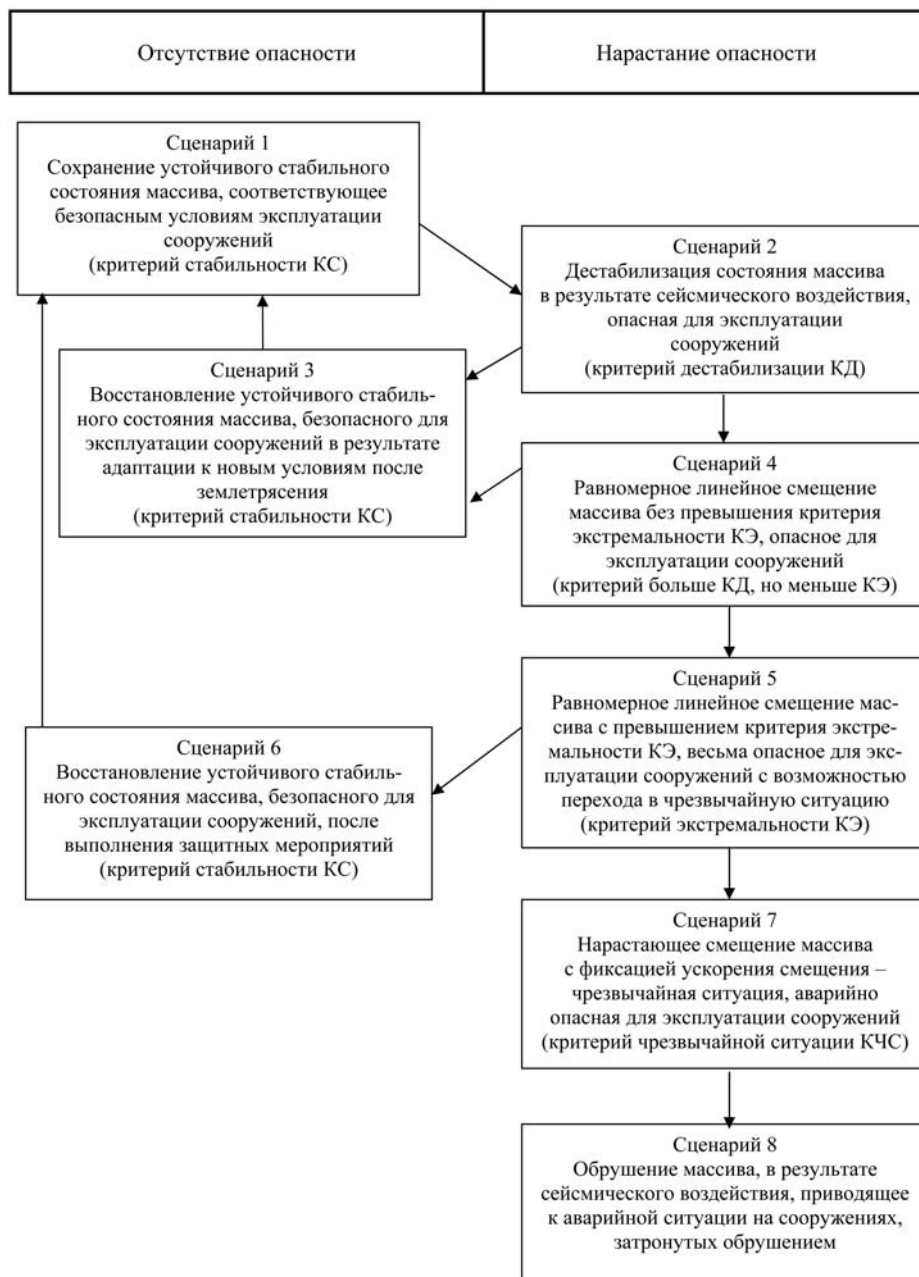 Отсутствие опасности
Нарастание опасности
Сценарий 1
Сохранение устойчивого стабильного
состояния массива, соответствующее
безопасным условиям эксплуатации
сооружений
(критерий стабильности КС)
Сценарий 2
Дестабилизация состояния массива
в результате сейсмического воздействия,
опасная для эксплуатации
сооружений
(критерий дестабилизации КД)
Сценарий 3
Восстановление устойчивого стабиль-
ного состояния массива, безопасного для
эксплуатации сооружений в результате
адаптации к новым условиям после
землетрясения
(критерий стабильности КС)
Сценарий 4
Равномерное линейное смещение
массива без превышения критерия
экстремальности КЭ, опасное для
эксплуатации сооружений
(критерий больше КД, но меньше КЭ)
Сценарий 5
Равномерное линейное смещение мас-
сива с превышением критерия экстре-
мальности КЭ, весьма опасное для экс-
плуатации сооружений с возможностью
перехода в чрезвычайную ситуацию
(критерий экстремальности КЭ)
Сценарий 6
Восстановление устойчивого стабиль-
ного состояния массива, безопасного для
эксплуатации сооружений, после
выполнения защитных мероприятий
(критерий стабильности КС)
Сценарий 7
Нарастающее смещение массива
с фиксацией ускорения смещения –
чрезвычайная ситуация, аварийно
опасная для эксплуатации сооружений
(критерий чрезвычайной ситуации КЧС)
Сценарий 8
Обрушение массива, в результате
сейсмического воздействия, приводящее
к аварийной ситуации на сооружениях,
затронутых обрушением